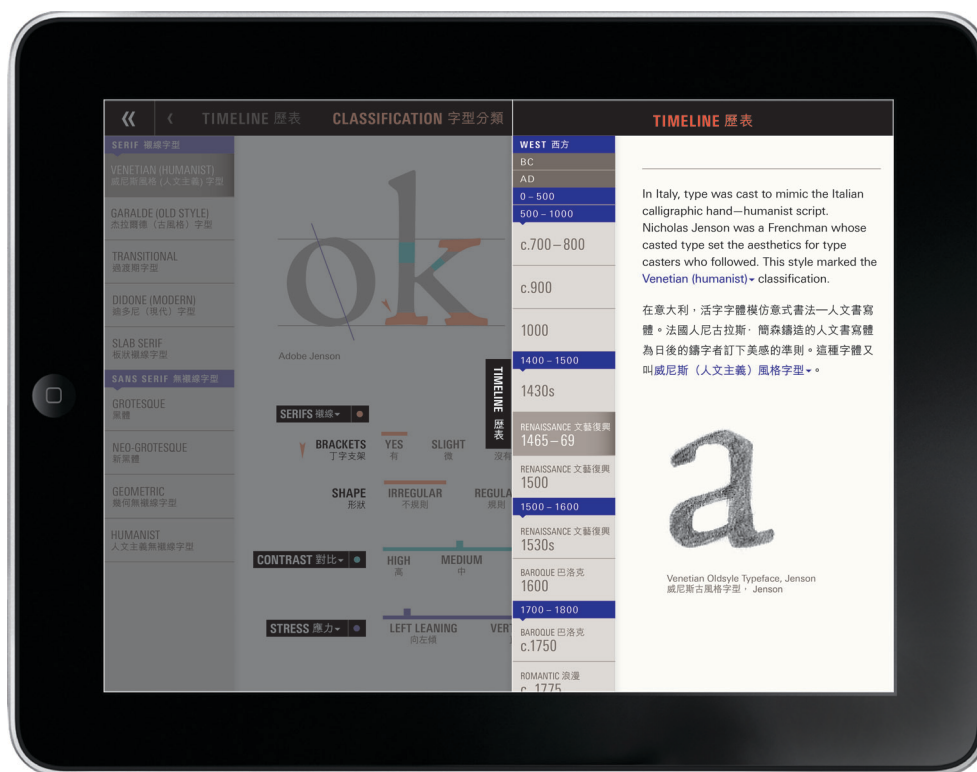 TIMELINE 歷表
CLASSIFICATION 字型分類
SERIF 襯線字型
VENETIAN (HUMANIST)
威尼斯風格 (人文主義) 字型
GARALDE (OLD STYLE)
杰拉爾德（古風格）字型
TRANSITIONAL
過渡期字型
DIDONE (MODERN)
迪多尼（現代）字型
SLAB SERIF
板狀襯線字型
SANS SERIF 無襯線字型
GROTESQUE
黑體
NEO-GROTESQUE
新黑體
GEOMETRIC
幾何無襯線字型
HUMANIST
人文主義無襯線字型
ok
Adobe Jenson
SERIFS 襯線
BRACKETS
丁字支架
YES
有
SLIGHT
微
沒有
SHAPE
形狀
IRREGULAR
不規則
REGULA
規則
CONTRAST 對比
HIGH
高
MEDIUM
中
STRESS 應力
LEFT LEANING
向左傾
VERT
TIMELINE 歷表
TIMELINE 歷表
WEST 西方
BC
AD
0 – 500
500 – 1000
c.700 – 800
c.900
1000
1400 – 1500
1430s
RENAISSANCE 文藝復興
1465 – 69
RENAISSANCE 文藝復興
1500
1500 – 1600
RENAISSANCE 文藝復興
1530s
BAROQUE 巴洛克
1600
1700 – 1800
BAROQUE 巴洛克
c.1750
ROMANTIC 浪漫
c. 1775
In Italy, type was cast to mimic the Italian
calligraphic hand—humanist script.
Nicholas Jenson was a Frenchman whose
casted type set the aesthetics for type
casters who followed. This style marked the
Venetian (humanist) classification.
在意大利，活字字體模仿意式書法—人文書寫
體。法國人尼古拉斯· 簡森鑄造的人文書寫體
為日後的鑄字者訂下美感的準則。這種字體又
叫威尼斯（人文主義）風格字型。
a
Venetian Oldsyle Typeface, Jenson
威尼斯古風格字型， Jenson